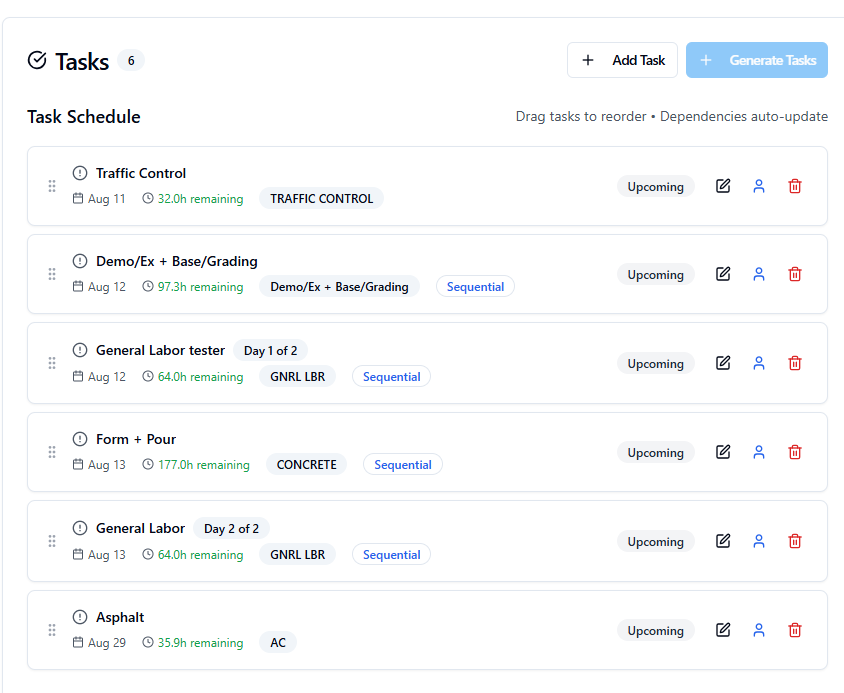 Tasks 6
+ Add Task
+ Generate Tasks
Task Schedule
Drag tasks to reorder • Dependencies auto-update
Traffic Control
Aug 11 32.0h remaining TRAFFIC CONTROL
Upcoming
Demo/Ex + Base/Grading
Aug 12 97.3h remaining Demo/Ex + Base/Grading Sequential
Upcoming
General Labor tester Day 1 of 2
Aug 12 64.0h remaining GNRL LBR Sequential
Upcoming
Form + Pour
Aug 13 177.0h remaining CONCRETE Sequential
Upcoming
General Labor Day 2 of 2
Aug 13 64.0h remaining GNRL LBR Sequential
Upcoming
Asphalt
Aug 29 35.9h remaining AC
Upcoming